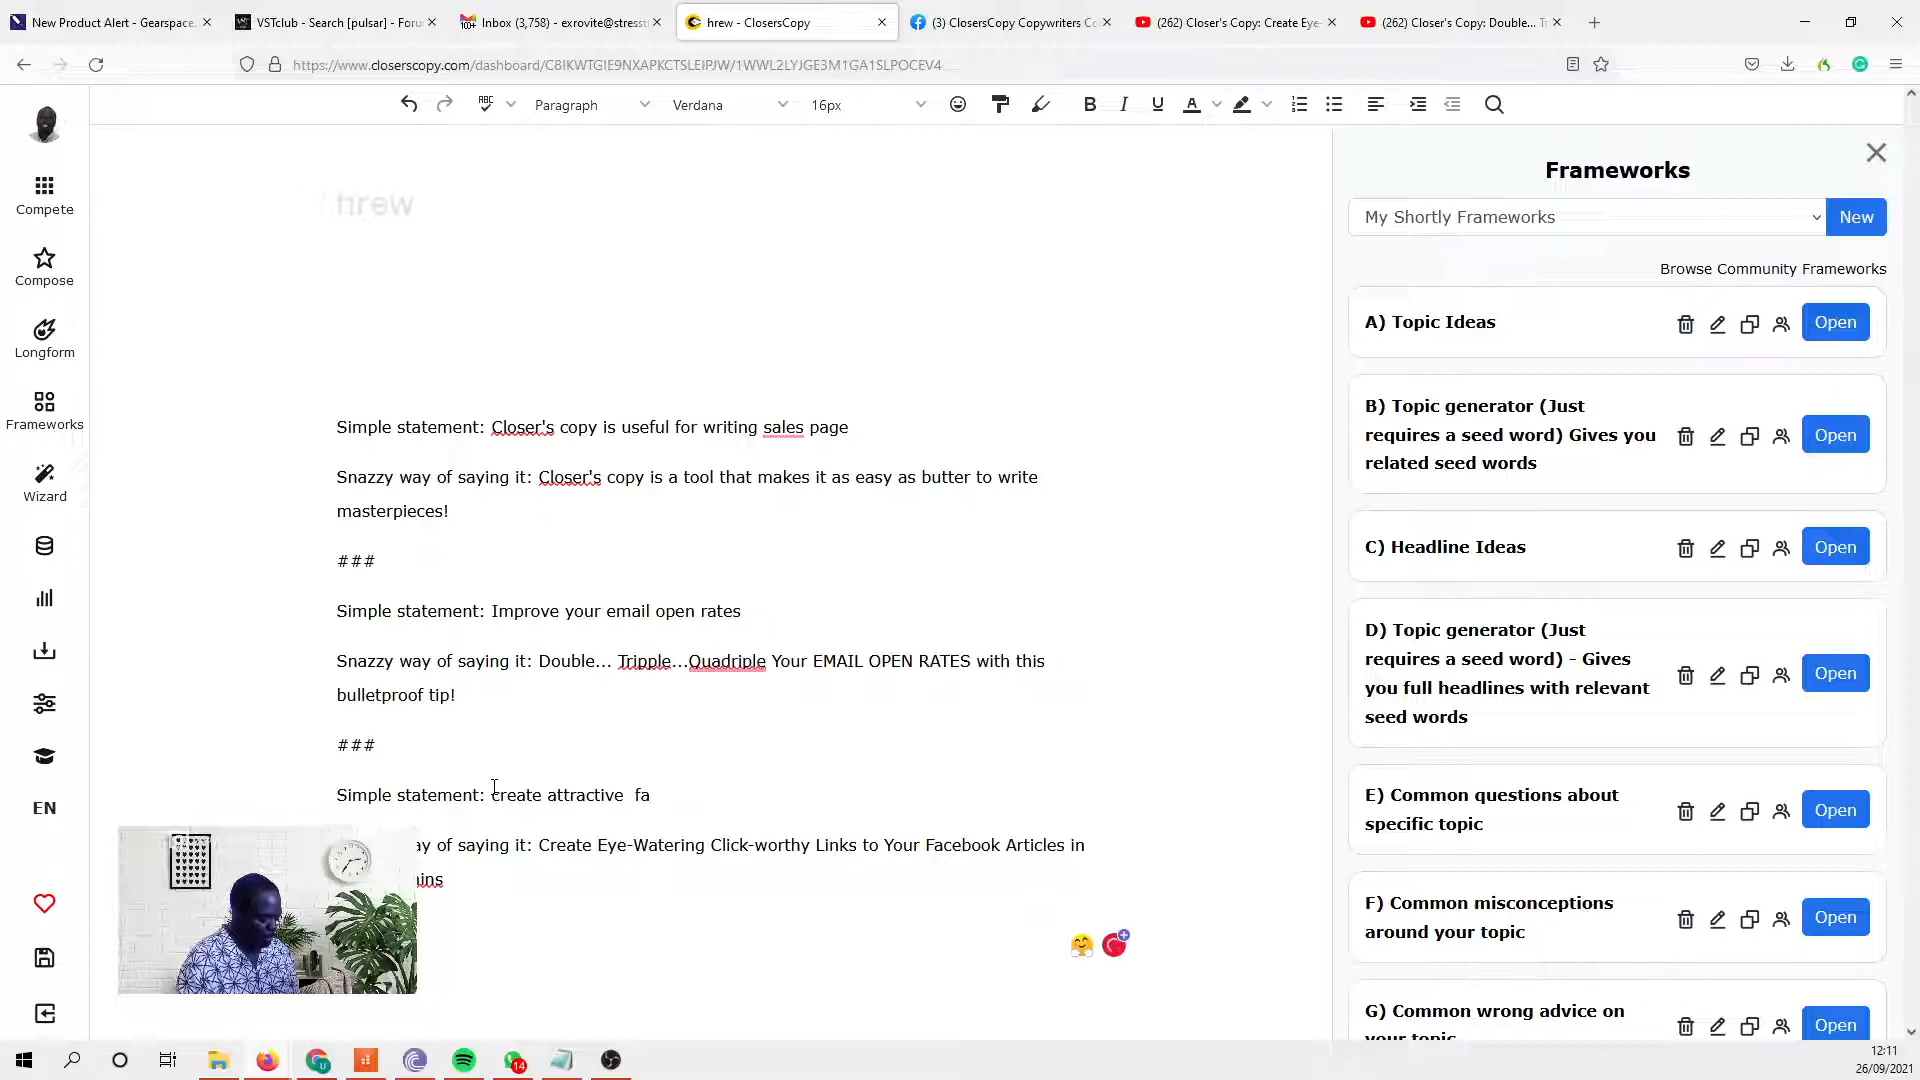 New Product Alert - Gearspace.
VSTclub - Search [pulsar] - Foru
Inbox (3,758) - exrovite@stresst
hrew - ClosersCopy
(3) ClosersCopy Copywriters Co
(262) Closer's Copy: Create Eye-
(262) Closer's Copy: Double... Tr
https://www.closerscopy.com/dashboard/C8IKWTGIE9NXAPKCTSLEIPJW/1WWL2LYJGE3M1GA1SLPOCEV4
ABC
Paragraph
Verdana
16px
B I U A
Compete
Compose
Longform
Frameworks
Wizard
EN
hrew
Simple statement: Closer's copy is useful for writing sales page
Snazzy way of saying it: Closer's copy is a tool that makes it as easy as butter to write
masterpieces!
###
Simple statement: Improve your email open rates
Snazzy way of saying it: Double... Tripple...Quadriple Your EMAIL OPEN RATES with this
bulletproof tip!
###
Simple statement: create attractive  fa
ay of saying it: Create Eye-Watering Click-worthy Links to Your Facebook Articles in
ins
Frameworks
My Shortly Frameworks
New
Browse Community Frameworks
A) Topic Ideas
Open
B) Topic generator (Just
requires a seed word) Gives you
related seed words
Open
C) Headline Ideas
Open
D) Topic generator (Just
requires a seed word) - Gives
you full headlines with relevant
seed words
Open
E) Common questions about
specific topic
Open
F) Common misconceptions
around your topic
Open
G) Common wrong advice on
your topic
Open
14
12:11
26/09/2021